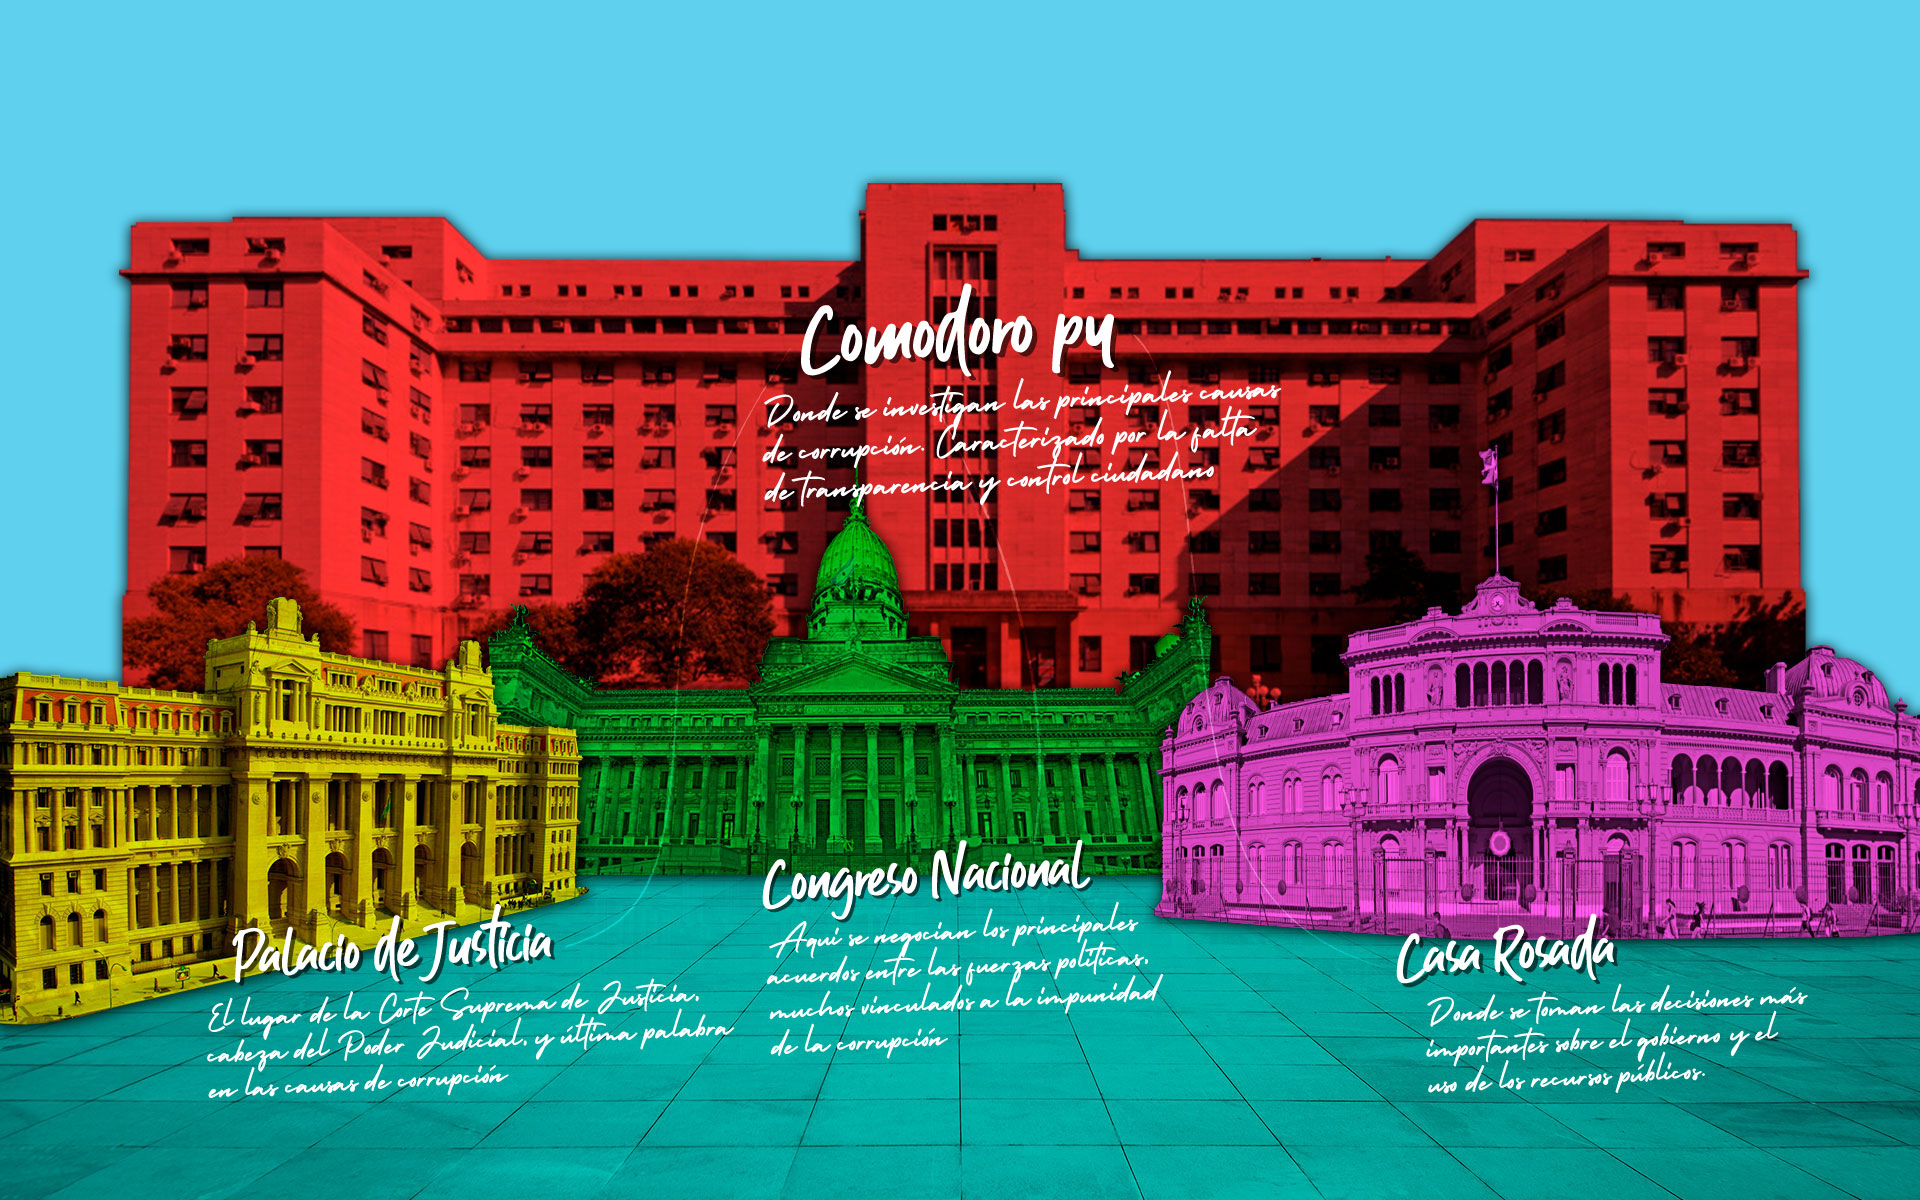 Comodoro py
Donde se investigan las principales causas
de corrupción. Caracterizado por la falta
de transparencia y control ciudadano
Congreso Nacional
Aquí se negocian los principales
acuerdos entre las fuerzas políticas,
muchos vinculados a la impunidad
de la corrupción
Palacio de Justicia
El lugar de la Corte Suprema de Justicia,
cabeza del Poder Judicial, y última palabra
en las causas de corrupción
Casa Rosada
Donde se toman las decisiones más
importantes sobre el gobierno y el
uso de los recursos públicos.